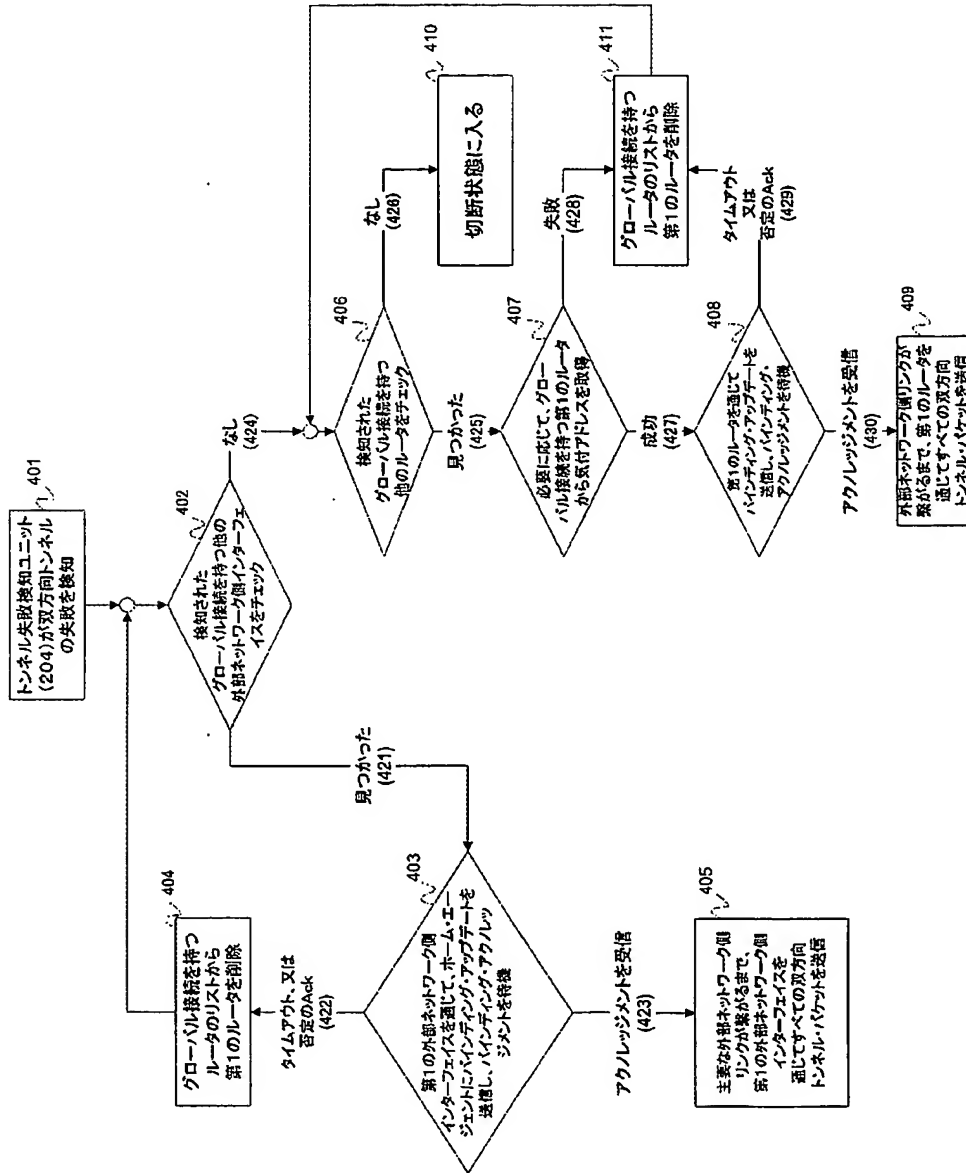 401
トンネル失敗検知ユニット
(204)が双方向トンネル
の失敗を検知
402
検知された
グローバル接続を持つ他の
外部ネットワーク側インターフェ
イスをチェック
見つかった
(421)
なし
(424)
403
第1の外部ネットワーク側
インターフェイスを通じて、ホーム・エー
ジェントにバインディング・アップデートを
送信し、バインディング・アクノレッ
ジメントを待機
タイムアウト、又は
否定のAck
(422)
404
グローバル接続を持つ
ルータのリストから
第1のルータを削除
アクノレッジメントを受信
(423)
405
主要な外部ネットワーク側
リンクが繋がるまで、
第1の外部ネットワーク側
インターフェイスを
通じてすべての双方向
トンネル・パケットを送信
406
検知された
グローバル接続を持つ
他のルータをチェック
なし
(426)
410
切断状態に入る
見つかった
(425)
407
必要に応じて、グロー
バル接続を持つ第1のルータ
から気付アドレスを取得
失敗
(428)
411
グローバル接続を持つ
ルータのリストから
第1のルータを削除
成功
(427)
408
第1のルータを通じて
バインディング・アップデートを
送信し、バインディング・
アクノレッジメントを待機
タイムアウト
又は
否定のAck
(429)
アクノレッジメントを受信
(430)
409
外部ネットワーク側リンクが
繋がるまで、第1のルータを
通じてすべての双方向
トンネル・パケットを送信